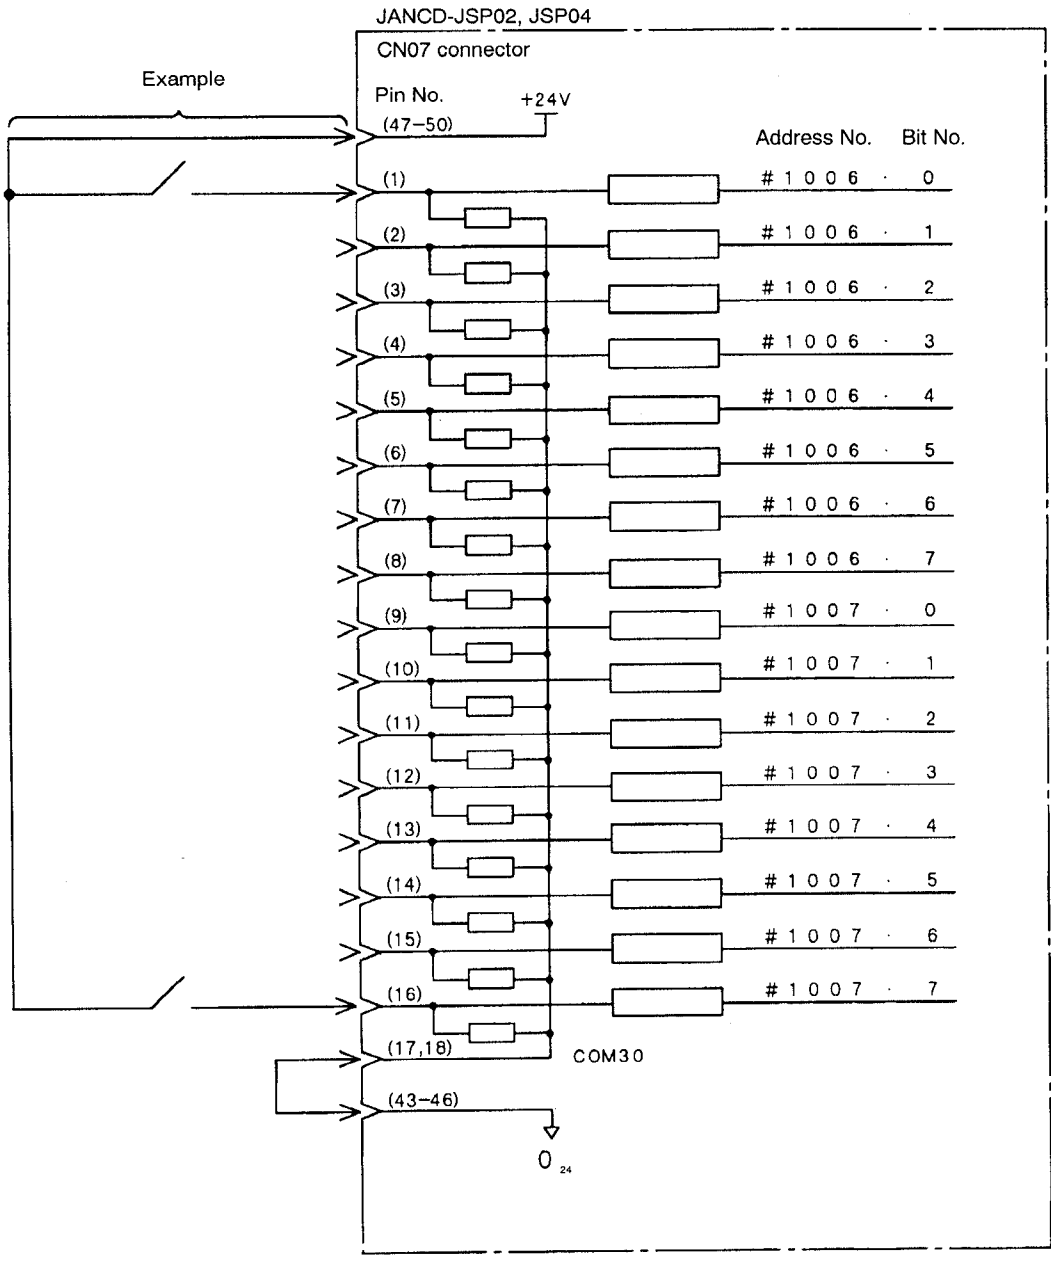 JANCD-JSP02, JSP04
CN07 connector
Example
Pin No.
+24V
(47-50)
Address No. Bit No.
(1) #1006 · 0
(2) #1006 · 1
(3) #1006 · 2
(4) #1006 · 3
(5) #1006 · 4
(6) #1006 · 5
(7) #1006 · 6
(8) #1006 · 7
(9) #1007 · 0
(10) #1007 · 1
(11) #1007 · 2
(12) #1007 · 3
(13) #1007 · 4
(14) #1007 · 5
(15) #1007 · 6
(16) #1007 · 7
(17,18) COM30
(43-46)
0 24